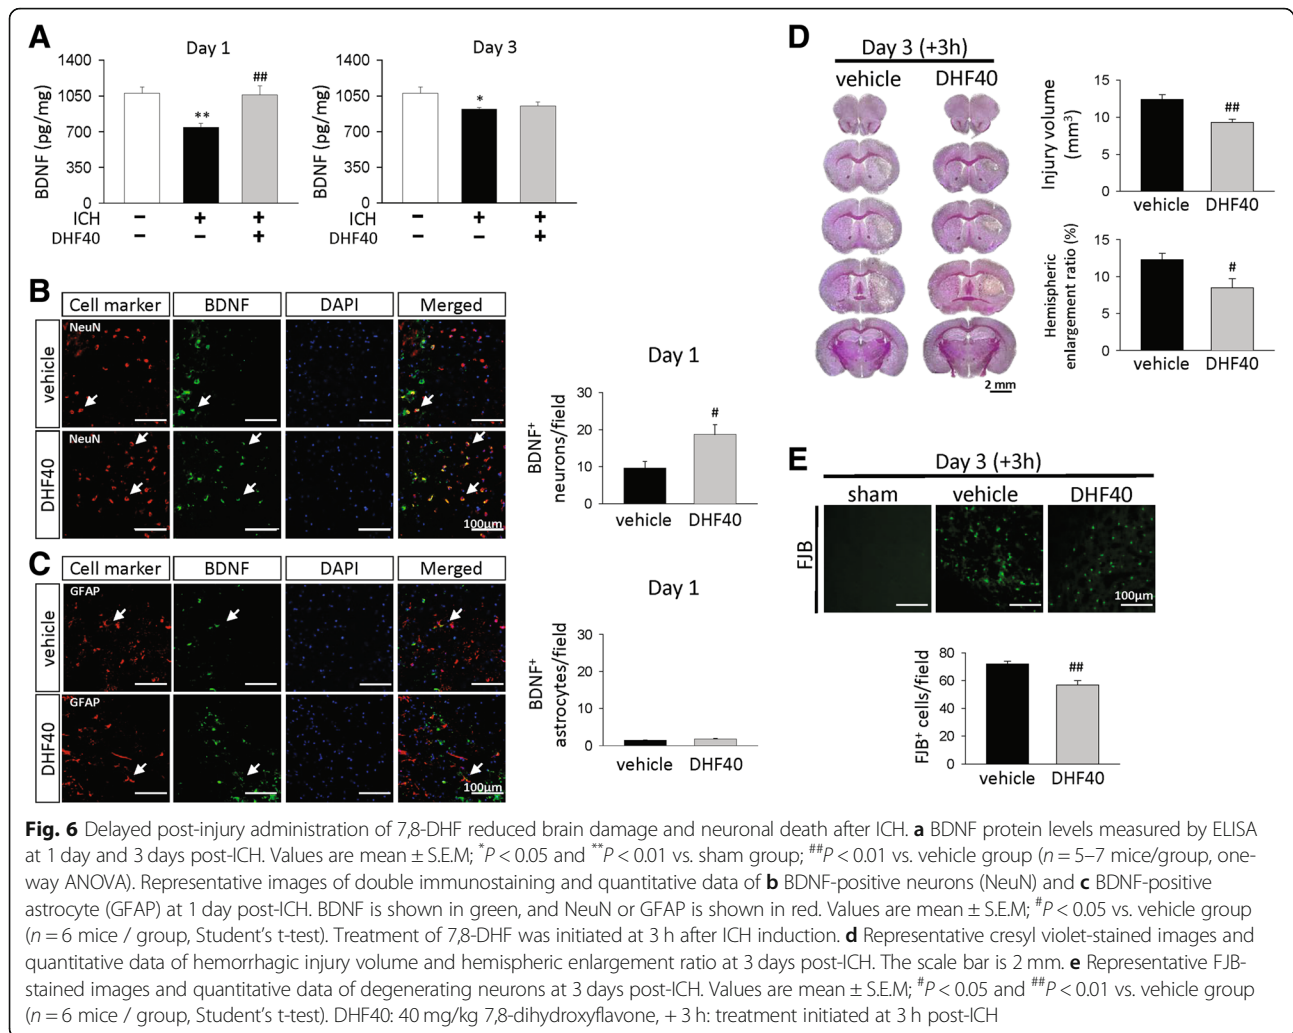 A
Day 1
BDNF (pg/mg)
1400
1050
700
350
0
**
##
ICH − + +
DHF40 − − +
Day 3
BDNF (pg/mg)
1400
1050
700
350
0
*
− + +
− − +
B
Cell marker BDNF DAPI Merged
vehicle
NeuN
DHF40
NeuN
100μm
Day 1
BDNF⁺
neurons/field
30
20
10
0
#
vehicle DHF40
C
Cell marker BDNF DAPI Merged
vehicle
GFAP
DHF40
GFAP
100μm
Day 1
BDNF⁺
astrocytes/field
30
20
10
0
vehicle DHF40
D
Day 3 (+3h)
vehicle DHF40
2 mm
Injury volume
(mm³)
15
10
5
0
##
vehicle DHF40
Hemispheric
enlargement ratio (%)
15
10
5
0
#
vehicle DHF40
E
Day 3 (+3h)
sham vehicle DHF40
FJB
100μm
FJB⁺ cells/field
80
60
40
20
0
##
vehicle DHF40
Fig. 6 Delayed post-injury administration of 7,8-DHF reduced brain damage and neuronal death after ICH. a BDNF protein levels measured by ELISA
at 1 day and 3 days post-ICH. Values are mean ± S.E.M; *P < 0.05 and **P < 0.01 vs. sham group; ##P < 0.01 vs. vehicle group (n = 5–7 mice/group, one-
way ANOVA). Representative images of double immunostaining and quantitative data of b BDNF-positive neurons (NeuN) and c BDNF-positive
astrocyte (GFAP) at 1 day post-ICH. BDNF is shown in green, and NeuN or GFAP is shown in red. Values are mean ± S.E.M; #P < 0.05 vs. vehicle group
(n = 6 mice / group, Student's t-test). Treatment of 7,8-DHF was initiated at 3 h after ICH induction. d Representative cresyl violet-stained images and
quantitative data of hemorrhagic injury volume and hemispheric enlargement ratio at 3 days post-ICH. The scale bar is 2 mm. e Representative FJB-
stained images and quantitative data of degenerating neurons at 3 days post-ICH. Values are mean ± S.E.M; #P < 0.05 and ##P < 0.01 vs. vehicle group
(n = 6 mice / group, Student's t-test). DHF40: 40 mg/kg 7,8-dihydroxyflavone, + 3 h: treatment initiated at 3 h post-ICH